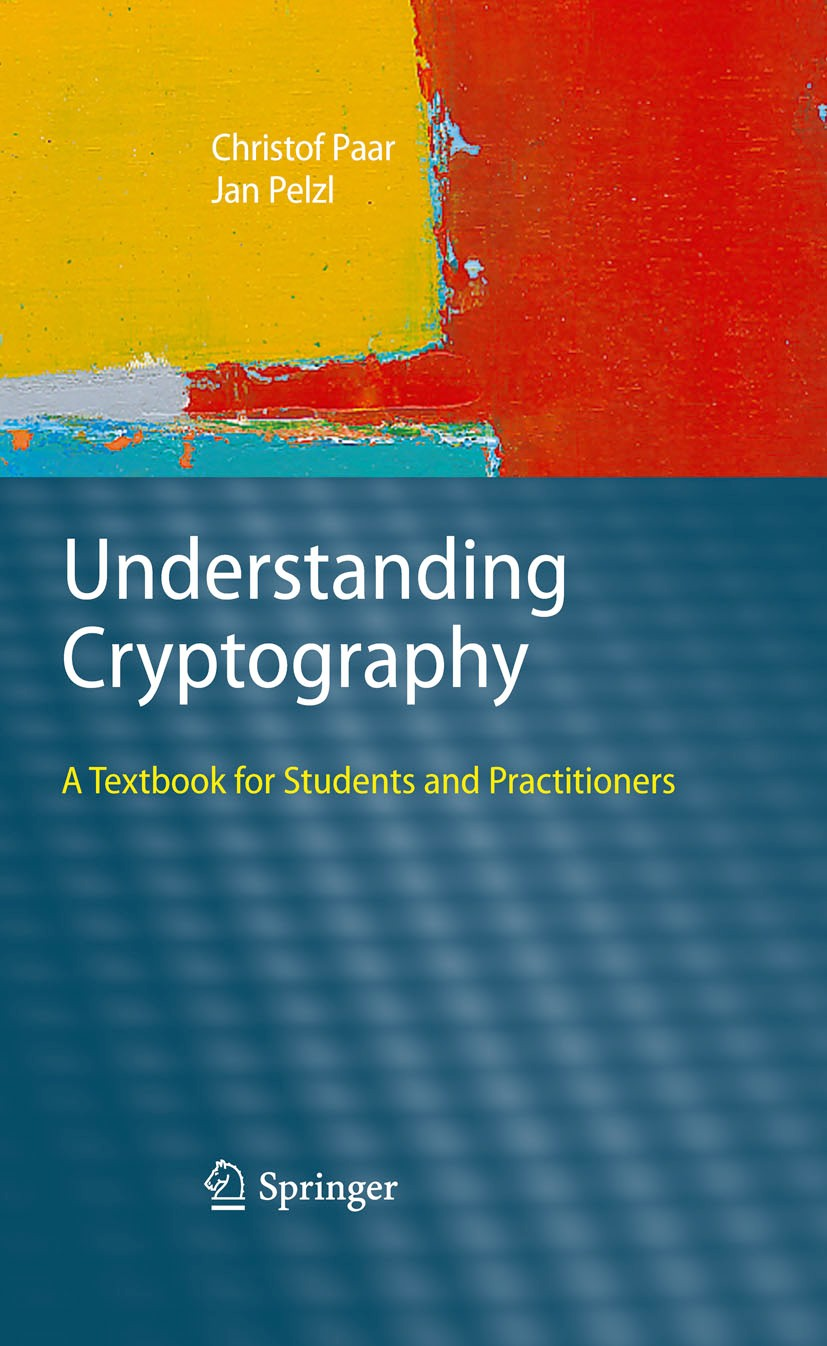 Christof Paar
Jan Pelzl
Understanding
Cryptography
A Textbook for Students and Practitioners
Springer